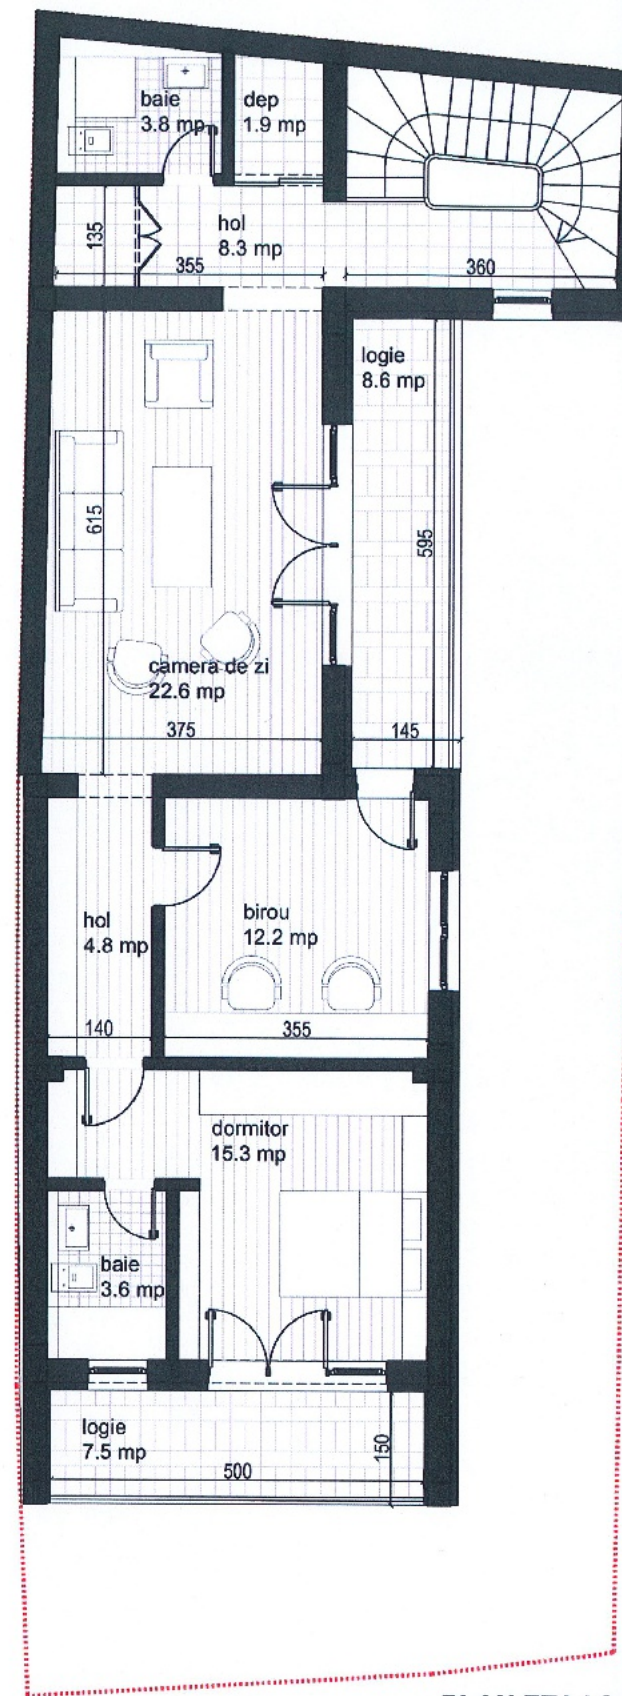 baie
3.8 mp
dep
1.9 mp
hol
8.3 mp
135
355
360
logie
8.6 mp
615
595
camera de zi
22.6 mp
375
145
hol
4.8 mp
birou
12.2 mp
140
355
dormitor
15.3 mp
baie
3.6 mp
logie
7.5 mp
150
500